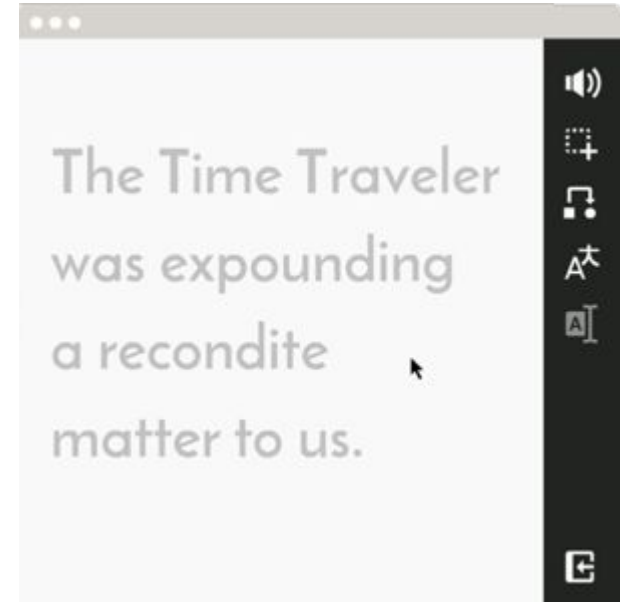 The Time Traveler
was expounding
a recondite
matter to us.